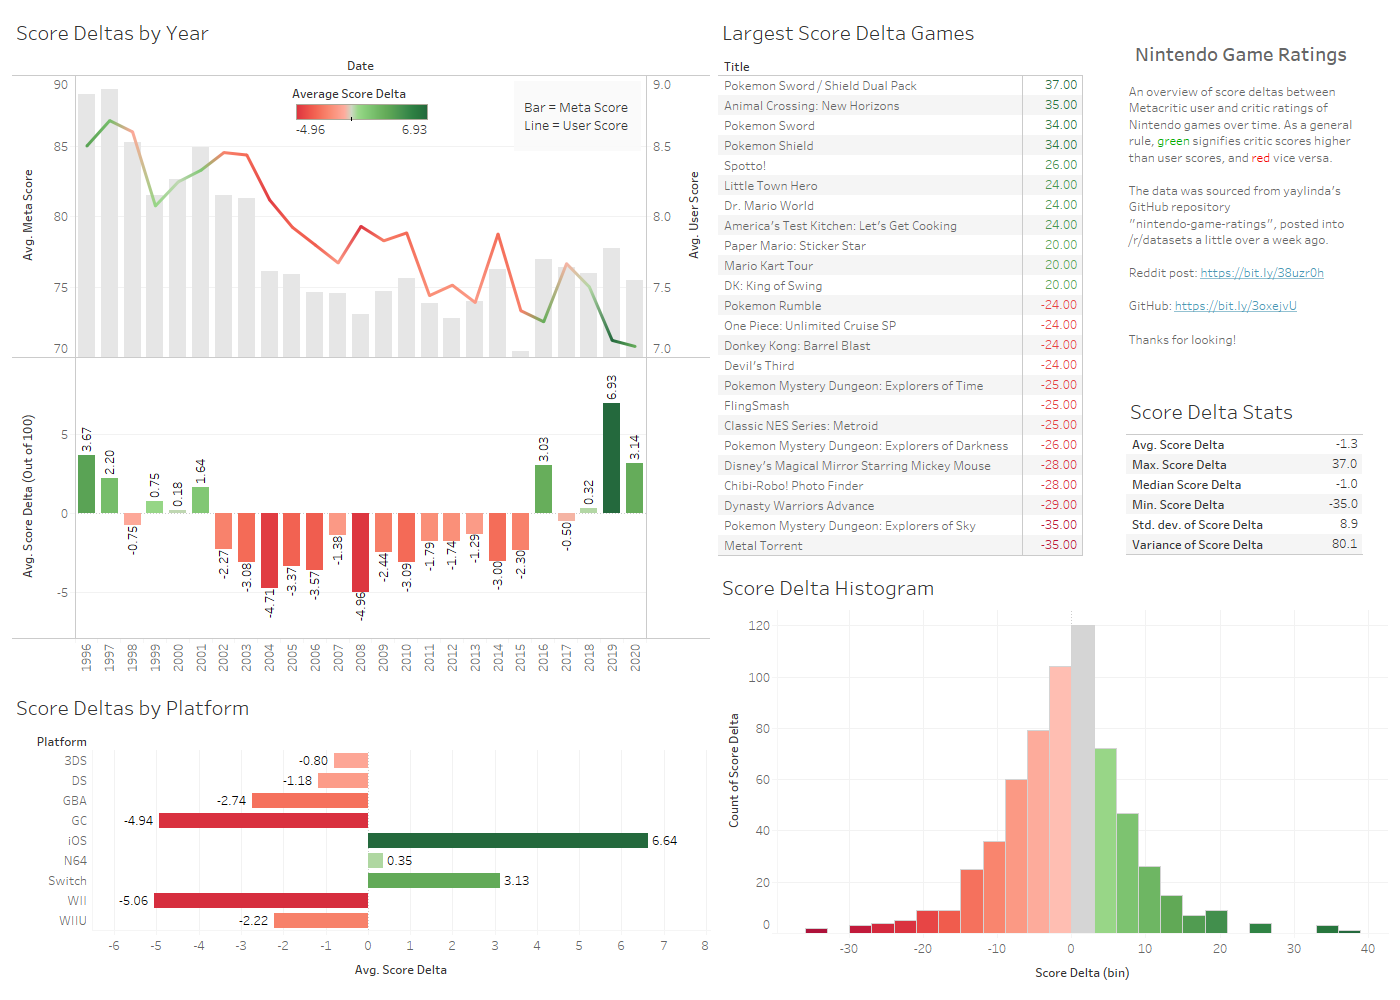 Score Deltas by Year
Date
90
85
80
75
70
Avg. Meta Score
Average Score Delta
-4.96
6.93
Bar = Meta Score
Line = User Score
9.0
8.5
8.0
7.5
7.0
Avg. User Score
5
0
-5
Avg. Score Delta (Out of 100)
3.67
2.20
-0.75
0.75
0.18
1.64
-2.27
-3.08
-4.71
-3.37
-3.57
-1.38
-4.96
-2.44
-3.09
-1.79
-1.74
-1.29
-3.00
-2.30
3.03
-0.50
0.32
6.93
3.14
1996
1997
1998
1999
2000
2001
2002
2003
2004
2005
2006
2007
2008
2009
2010
2011
2012
2013
2014
2015
2016
2017
2018
2019
2020
Score Deltas by Platform
Platform
3DS -0.80
DS -1.18
GBA -2.74
GC -4.94
iOS 6.64
N64 0.35
Switch 3.13
WII -5.06
WIIU -2.22
-6 -5 -4 -3 -2 -1 0 1 2 3 4 5 6 7 8
Avg. Score Delta
Largest Score Delta Games
Title
Pokemon Sword / Shield Dual Pack 37.00
Animal Crossing: New Horizons 35.00
Pokemon Sword 34.00
Pokemon Shield 34.00
Spotto! 26.00
Little Town Hero 24.00
Dr. Mario World 24.00
America's Test Kitchen: Let's Get Cooking 24.00
Paper Mario: Sticker Star 20.00
Mario Kart Tour 20.00
DK: King of Swing 20.00
Pokemon Rumble -24.00
One Piece: Unlimited Cruise SP -24.00
Donkey Kong: Barrel Blast -24.00
Devil's Third -24.00
Pokemon Mystery Dungeon: Explorers of Time -25.00
FlingSmash -25.00
Classic NES Series: Metroid -25.00
Pokemon Mystery Dungeon: Explorers of Darkness -26.00
Disney's Magical Mirror Starring Mickey Mouse -28.00
Chibi-Robo! Photo Finder -28.00
Dynasty Warriors Advance -29.00
Pokemon Mystery Dungeon: Explorers of Sky -35.00
Metal Torrent -35.00
Nintendo Game Ratings
An overview of score deltas between
Metacritic user and critic ratings of
Nintendo games over time. As a general
rule, green signifies critic scores higher
than user scores, and red vice versa.
The data was sourced from yaylinda's
GitHub repository
"nintendo-game-ratings", posted into
/r/datasets a little over a week ago.
Reddit post: https://bit.ly/38uzr0h
GitHub: https://bit.ly/3oxejvU
Thanks for looking!
Score Delta Stats
Avg. Score Delta -1.3
Max. Score Delta 37.0
Median Score Delta -1.0
Min. Score Delta -35.0
Std. dev. of Score Delta 8.9
Variance of Score Delta 80.1
Score Delta Histogram
120
100
80
60
40
20
0
Count of Score Delta
-30 -20 -10 0 10 20 30 40
Score Delta (bin)